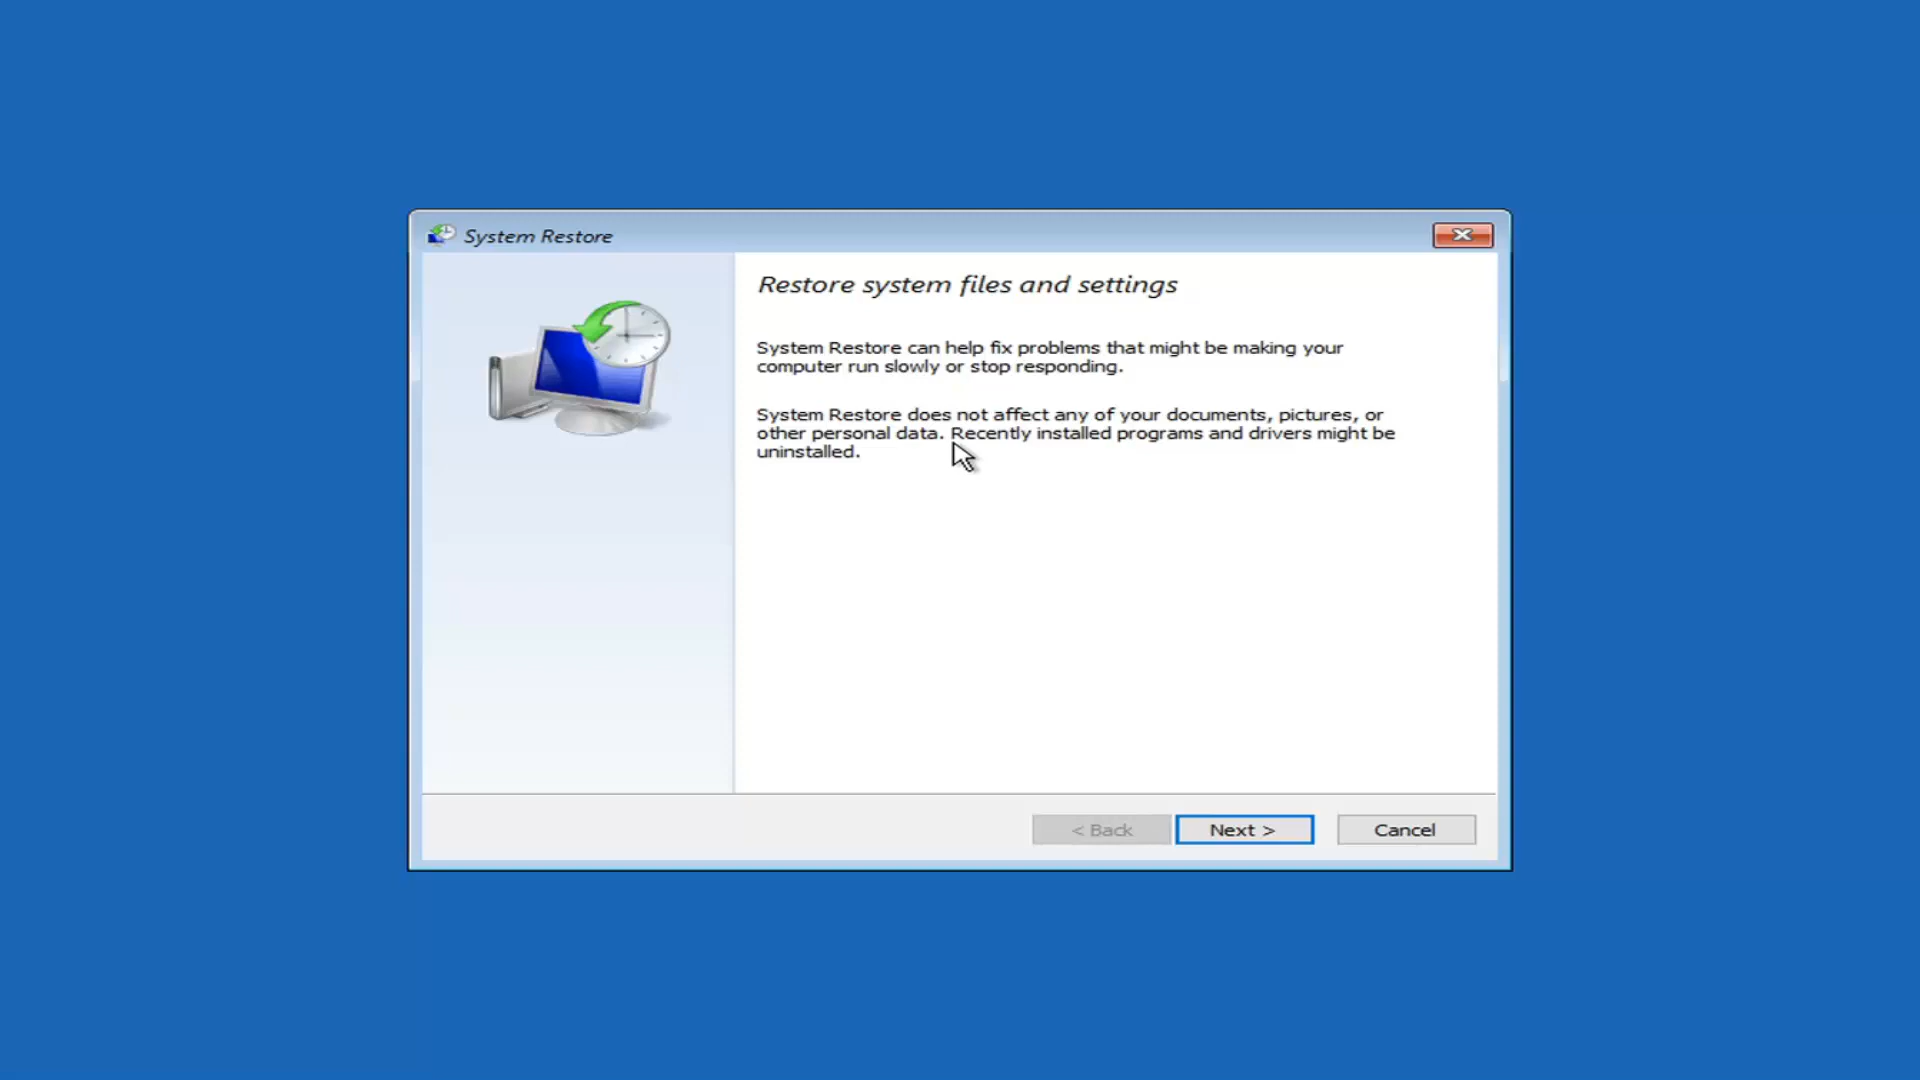 System Restore
Restore system files and settings
System Restore can help fix problems that might be making your
computer run slowly or stop responding.
System Restore does not affect any of your documents, pictures, or
other personal data. Recently installed programs and drivers might be
uninstalled.
< Back
Next >
Cancel